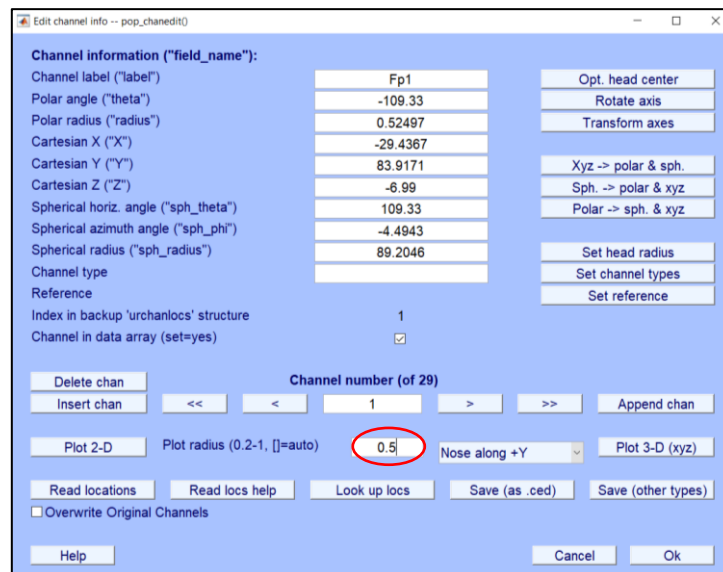 Edit channel info -- pop_chanedit()
Channel information ("field_name"):
Channel label ("label") Fp1 Opt. head center
Polar angle ("theta") -109.33 Rotate axis
Polar radius ("radius") 0.52497 Transform axes
Cartesian X ("X") -29.4367
Cartesian Y ("Y") 83.9171 Xyz -> polar & sph.
Cartesian Z ("Z") -6.99 Sph. -> polar & xyz
Spherical horiz. angle ("sph_theta") 109.33 Polar -> sph. & xyz
Spherical azimuth angle ("sph_phi") -4.4943
Spherical radius ("sph_radius") 89.2046 Set head radius
Channel type Set channel types
Reference Set reference
Index in backup 'urchanlocs' structure 1
Channel in data array (set=yes)
Delete chan Channel number (of 29)
Insert chan << < 1 > >> Append chan
Plot 2-D Plot radius (0.2-1, []=auto) 0.5 Nose along +Y Plot 3-D (xyz)
Read locations Read locs help Look up locs Save (as .ced) Save (other types)
Overwrite Original Channels
Help Cancel Ok